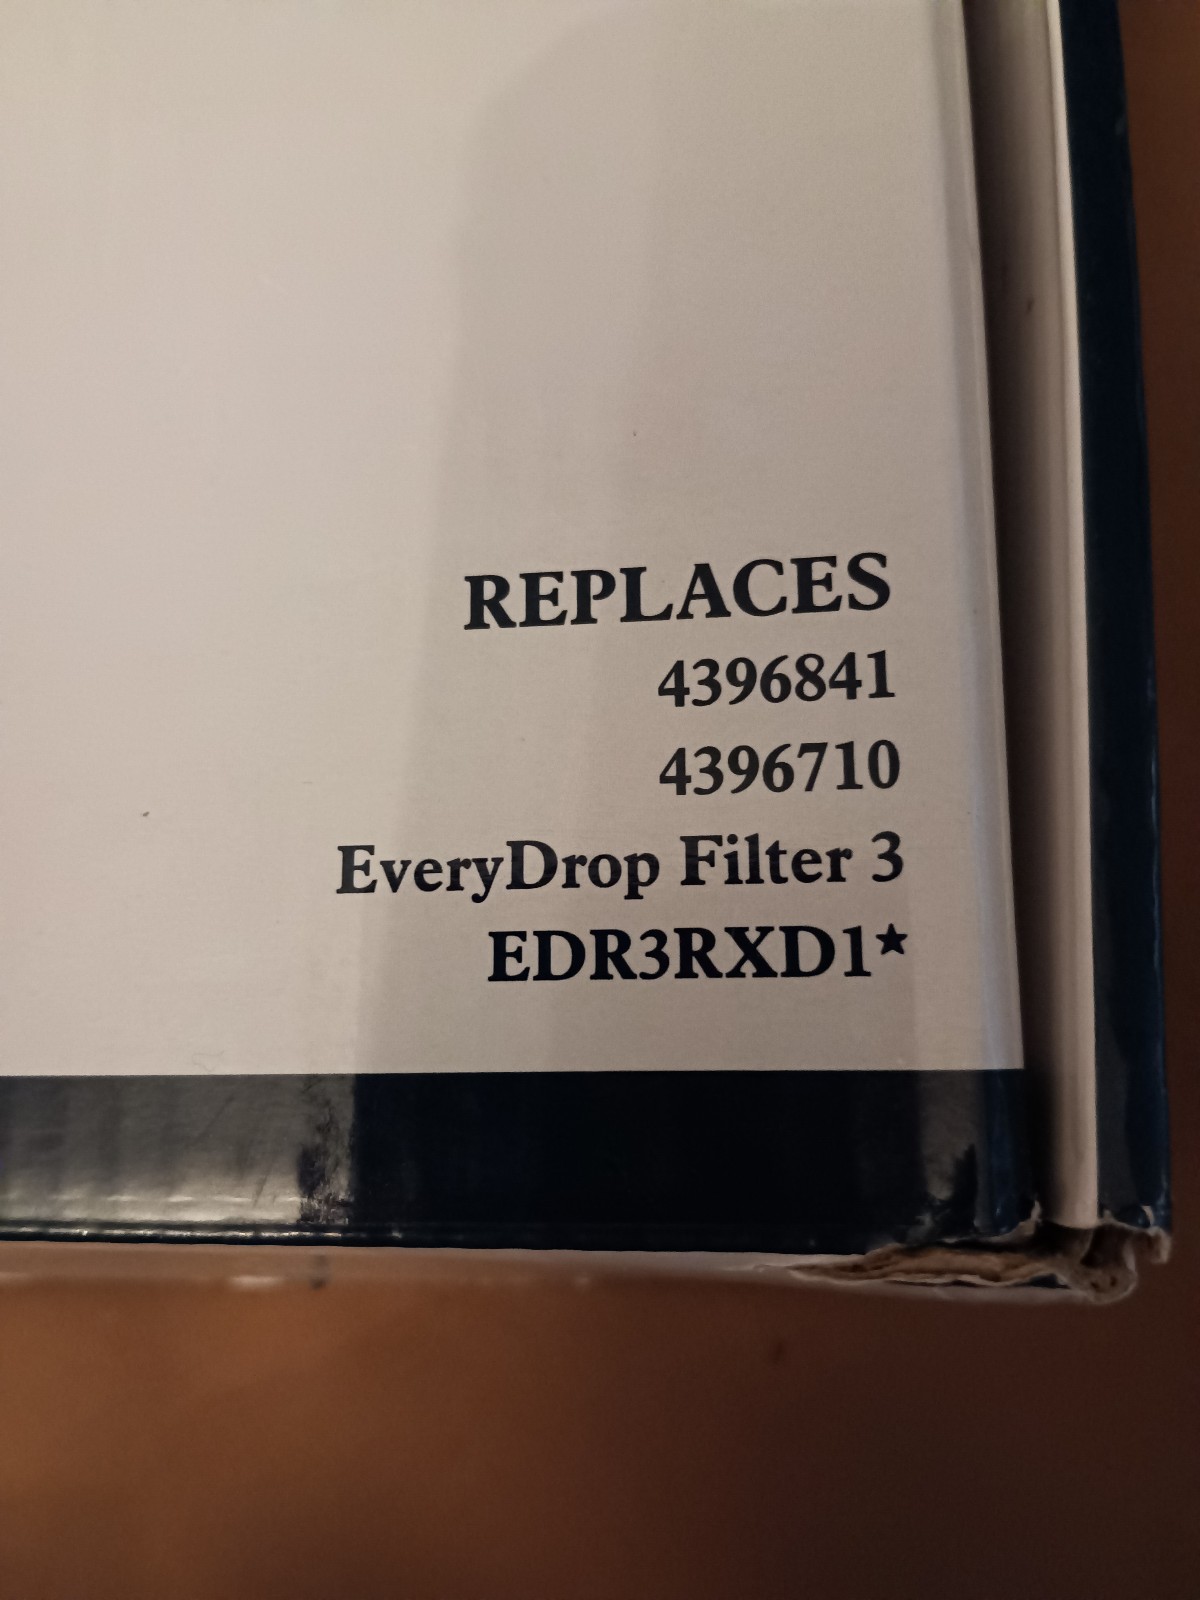 REPLACES
4396841
4396710
EveryDrop Filter 3
EDR3RXD1★